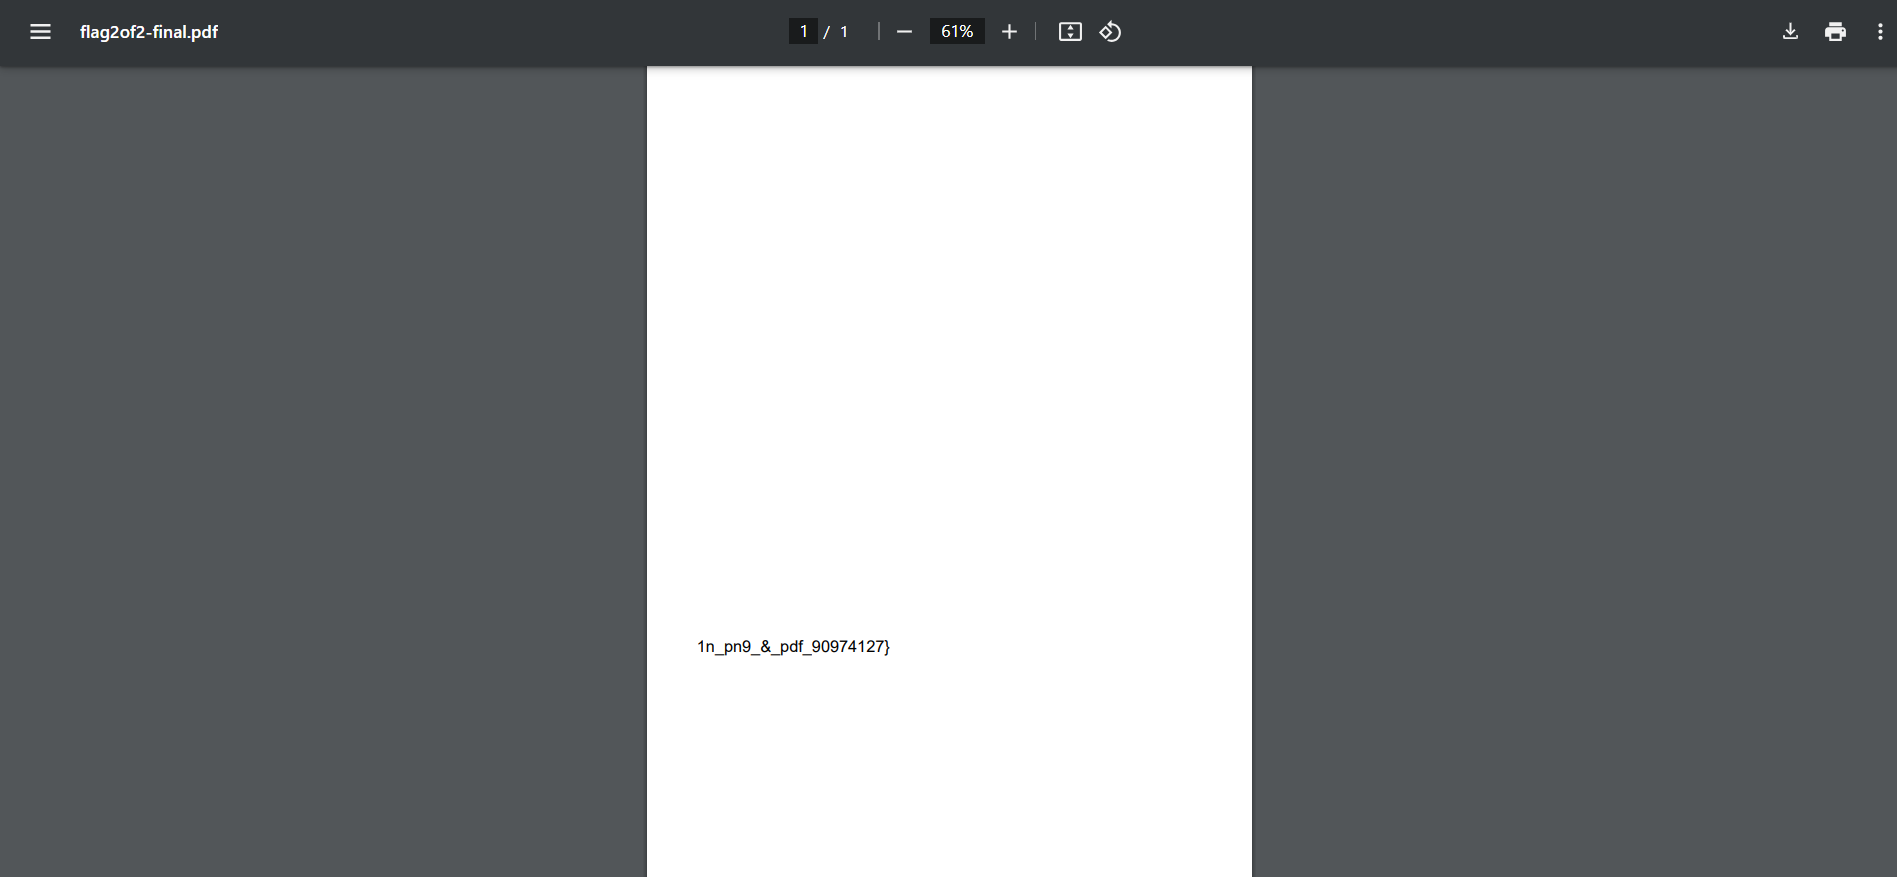 flag2of2-final.pdf
1 / 1
61%
1n_pn9_&_pdf_90974127}